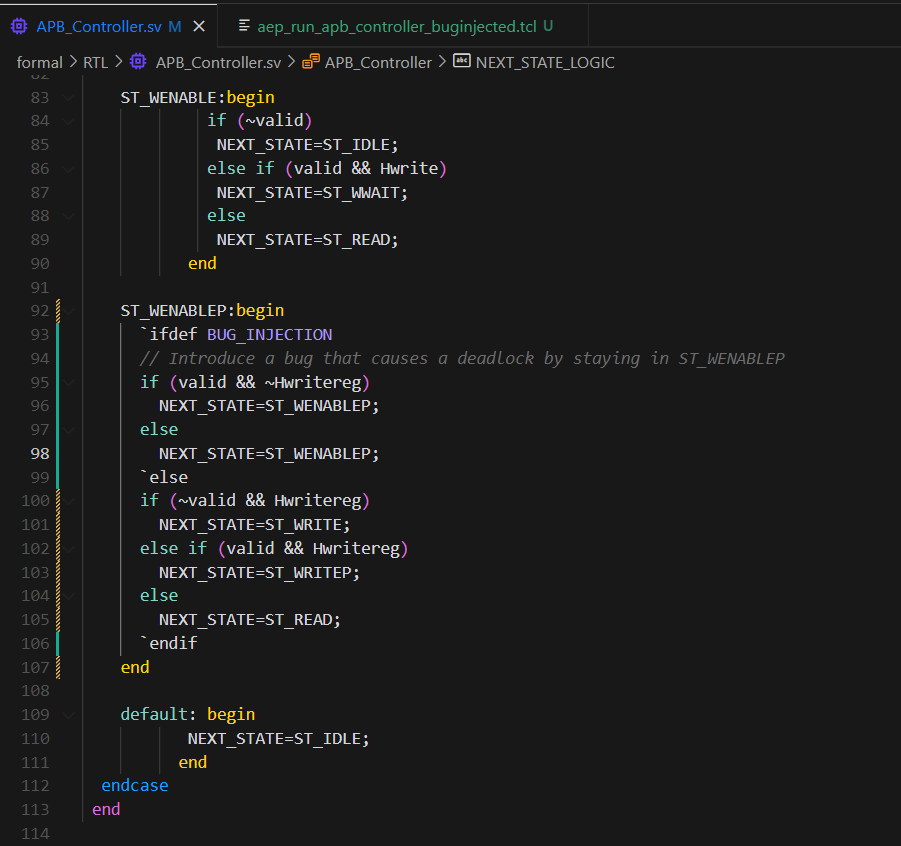 APB_Controller.sv M × aep_run_apb_controller_buginjected.tcl U
formal > RTL > APB_Controller.sv > APB_Controller > abc NEXT_STATE_LOGIC
82
83 ST_WENABLE:begin
84 if (~valid)
85 NEXT_STATE=ST_IDLE;
86 else if (valid && Hwrite)
87 NEXT_STATE=ST_WWAIT;
88 else
89 NEXT_STATE=ST_READ;
90 end
91
92 ST_WENABLEP:begin
93 `ifdef BUG_INJECTION
94 // Introduce a bug that causes a deadlock by staying in ST_WENABLEP
95 if (valid && ~Hwritereg)
96 NEXT_STATE=ST_WENABLEP;
97 else
98 NEXT_STATE=ST_WENABLEP;
99 `else
100 if (~valid && Hwritereg)
101 NEXT_STATE=ST_WRITE;
102 else if (valid && Hwritereg)
103 NEXT_STATE=ST_WRITEP;
104 else
105 NEXT_STATE=ST_READ;
106 `endif
107 end
108
109 default: begin
110 NEXT_STATE=ST_IDLE;
111 end
112 endcase
113 end
114